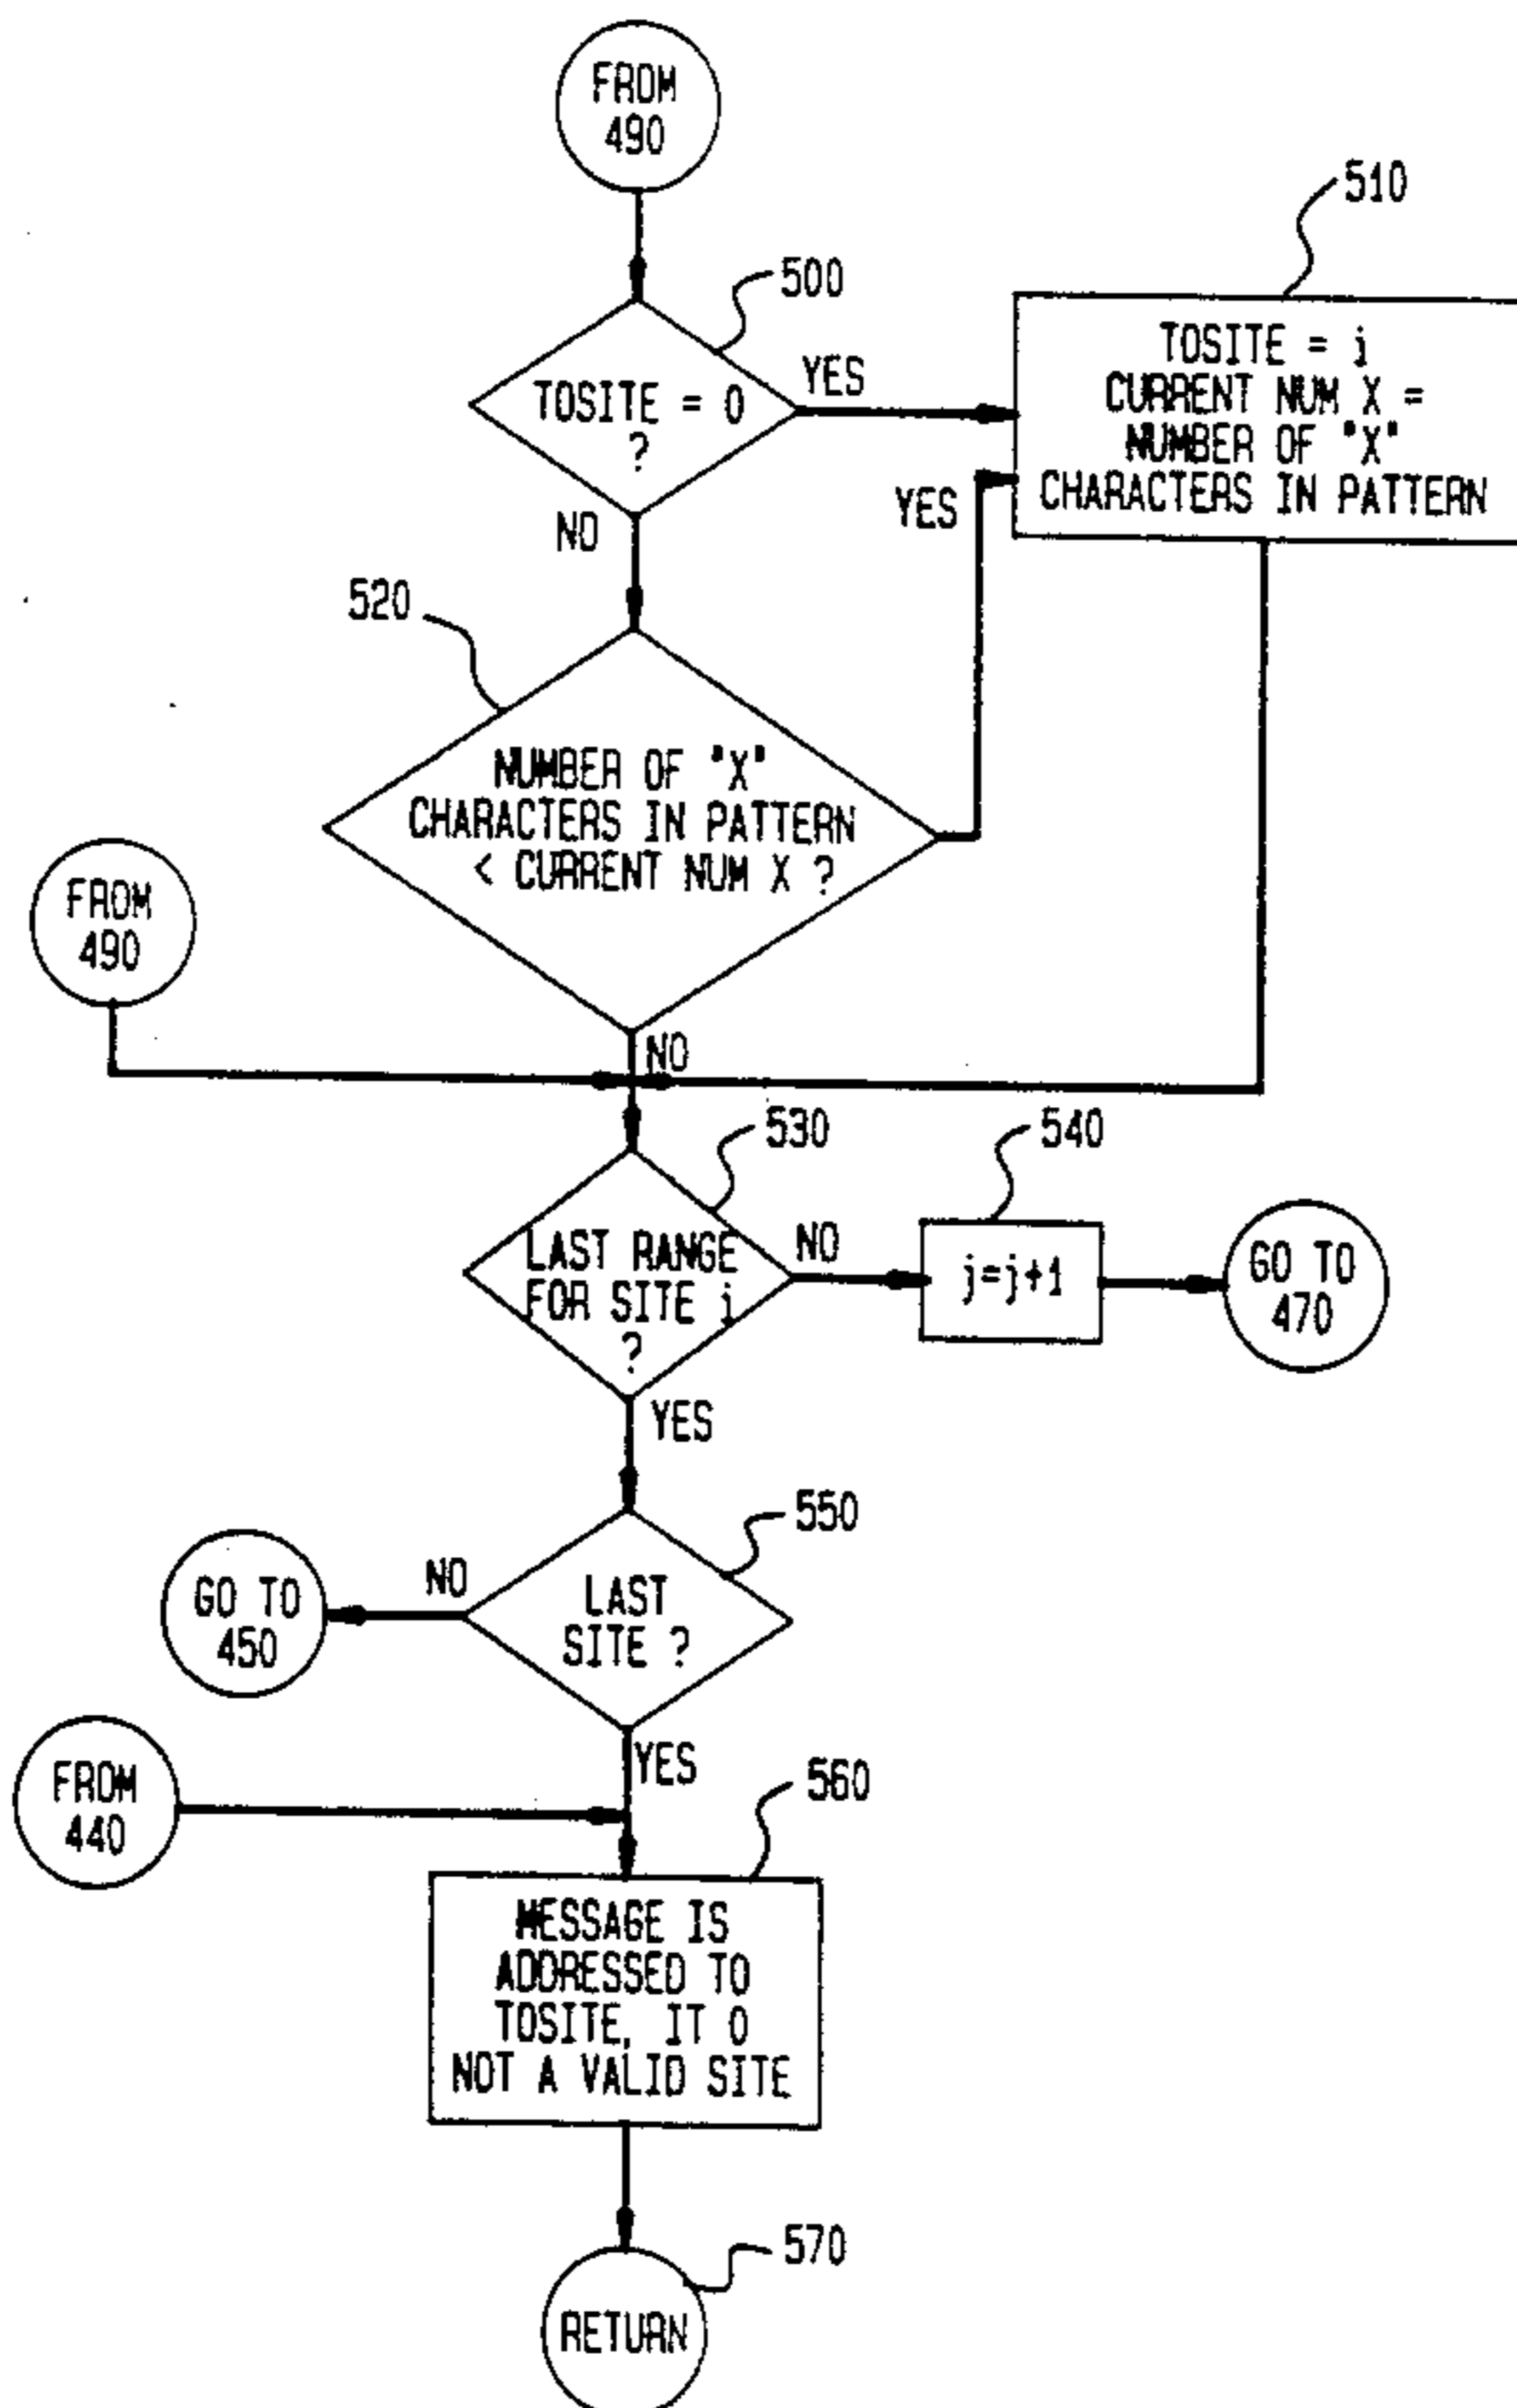 FROM
490
500
510
TOSITE = 0
?
YES
TOSITE = i
CURRENT NUM X =
NUMBER OF "X"
CHARACTERS IN PATTERN
YES
NO
520
NUMBER OF "X"
CHARACTERS IN PATTERN
< CURRENT NUM X ?
FROM
490
NO
530
540
LAST RANGE
FOR SITE i
?
NO
j=j+1
GO TO
470
YES
550
NO
GO TO
450
LAST
SITE ?
YES
FROM
440
560
MESSAGE IS
ADDRESSED TO
TOSITE, IT 0
NOT A VALID SITE
570
RETURN